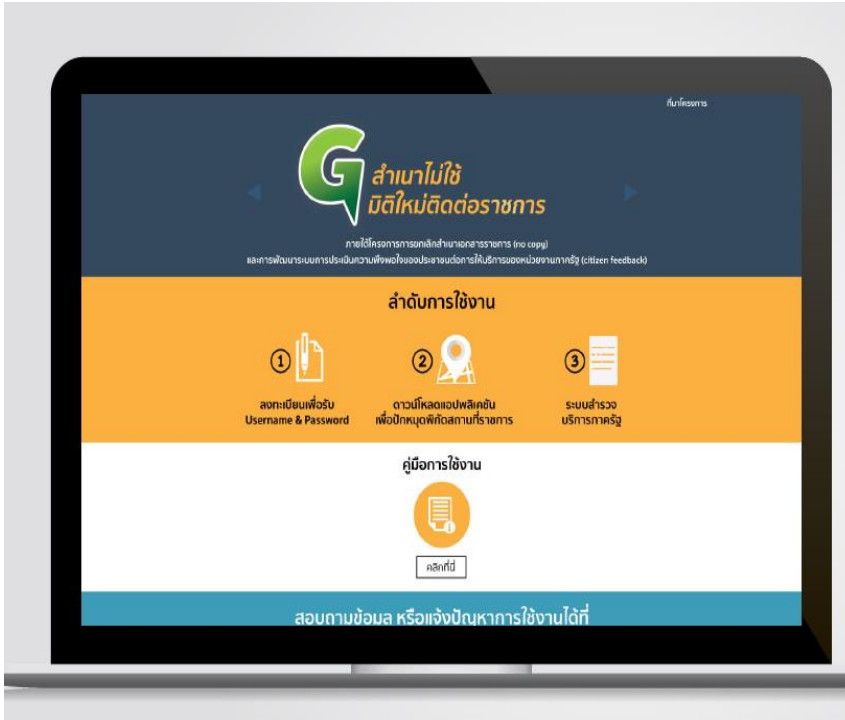 ที่มาโครงการ
G
สำเนาไม่ใช้
มิติใหม่ติดต่อราชการ
ภายใต้โครงการการยกเลิกสำเนาเอกสารราชการ (no copy)
และการพัฒนาระบบการประเมินความพึงพอใจของประชาชนต่อการให้บริการของหน่วยงานภาครัฐ (citizen feedback)
ลำดับการใช้งาน
1
2
3
ลงทะเบียนเพื่อรับ
Username & Password
ดาวน์โหลดแอปพลิเคชัน
เพื่อปักหมุดพิกัดสถานที่ราชการ
ระบบสำรวจ
บริการภาครัฐ
คู่มือการใช้งาน
คลิกที่นี่
สอบถามข้อมูล หรือแจ้งปัญหาการใช้งานได้ที่